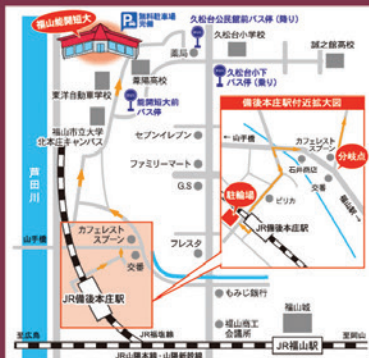 福山能開短大
無料駐車場
完備
久松台公民館前バス停(降り)
久松台小学校
誠之館高校
薬局
葦陽高校
東洋自動車学校
久松台小下
バス停(乗り)
能開短大前
バス停
福山市立大学
北本庄キャンパス
セブンイレブン
ファミリーマート
G.S
芦田川
備後本庄駅付近拡大図
山手橋
カフェレスト
スプーン
分岐点
石井商店
交番
駐輪場
ピリカ
福山駅
JR備後本庄駅
山手橋
カフェレスト
スプーン
交番
フレスタ
JR備後本庄駅
もみじ銀行
福山商工
会議所
福山城
至広島
JR福塩線
JR福山駅
至岡山
JR山陽本線・山陽新幹線